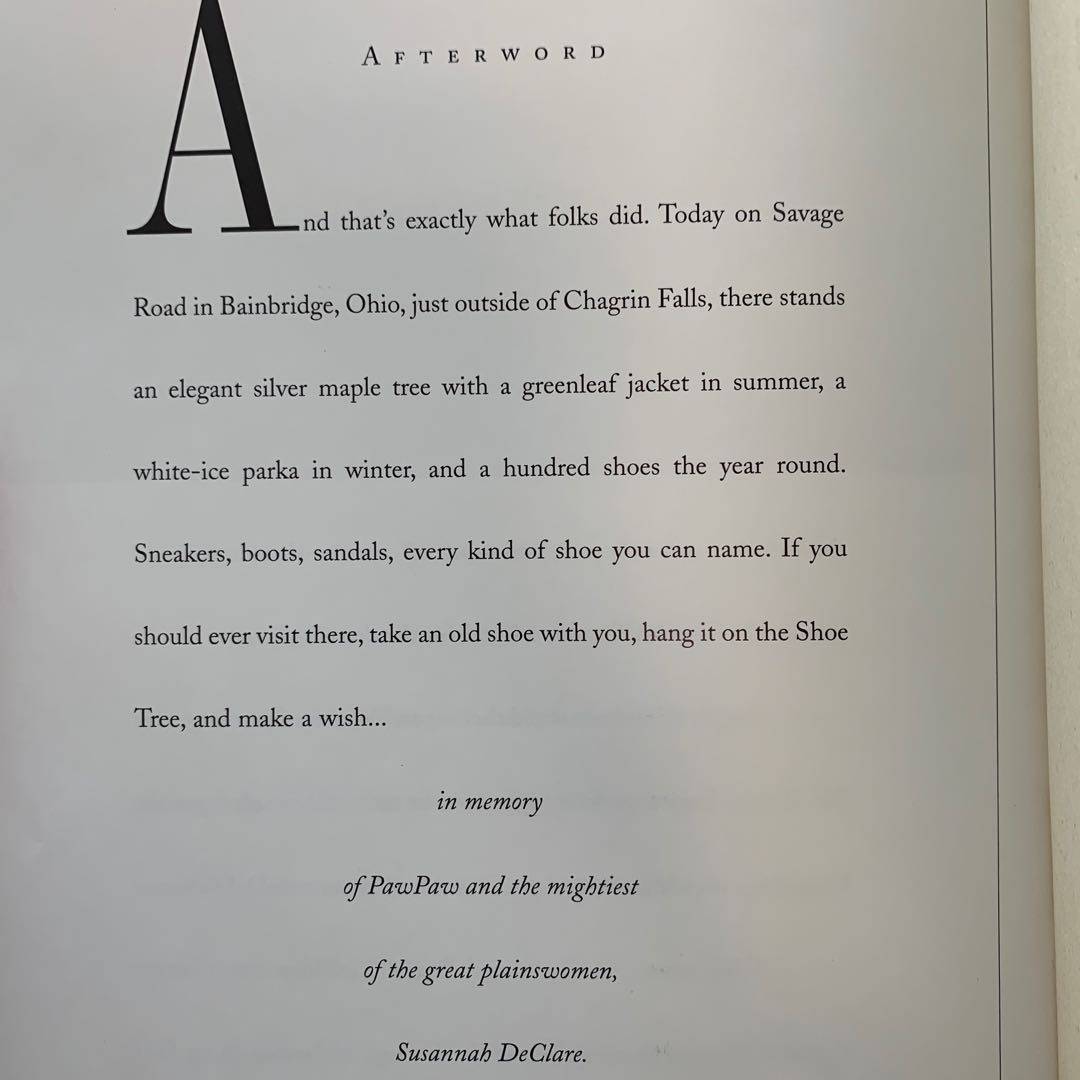 AFTERWORD
And that's exactly what folks did. Today on Savage
Road in Bainbridge, Ohio, just outside of Chagrin Falls, there stands
an elegant silver maple tree with a greenleaf jacket in summer, a
white-ice parka in winter, and a hundred shoes the year round.
Sneakers, boots, sandals, every kind of shoe you can name. If you
should ever visit there, take an old shoe with you, hang it on the Shoe
Tree, and make a wish...
in memory
of PawPaw and the mightiest
of the great plainswomen,
Susannah DeClare.